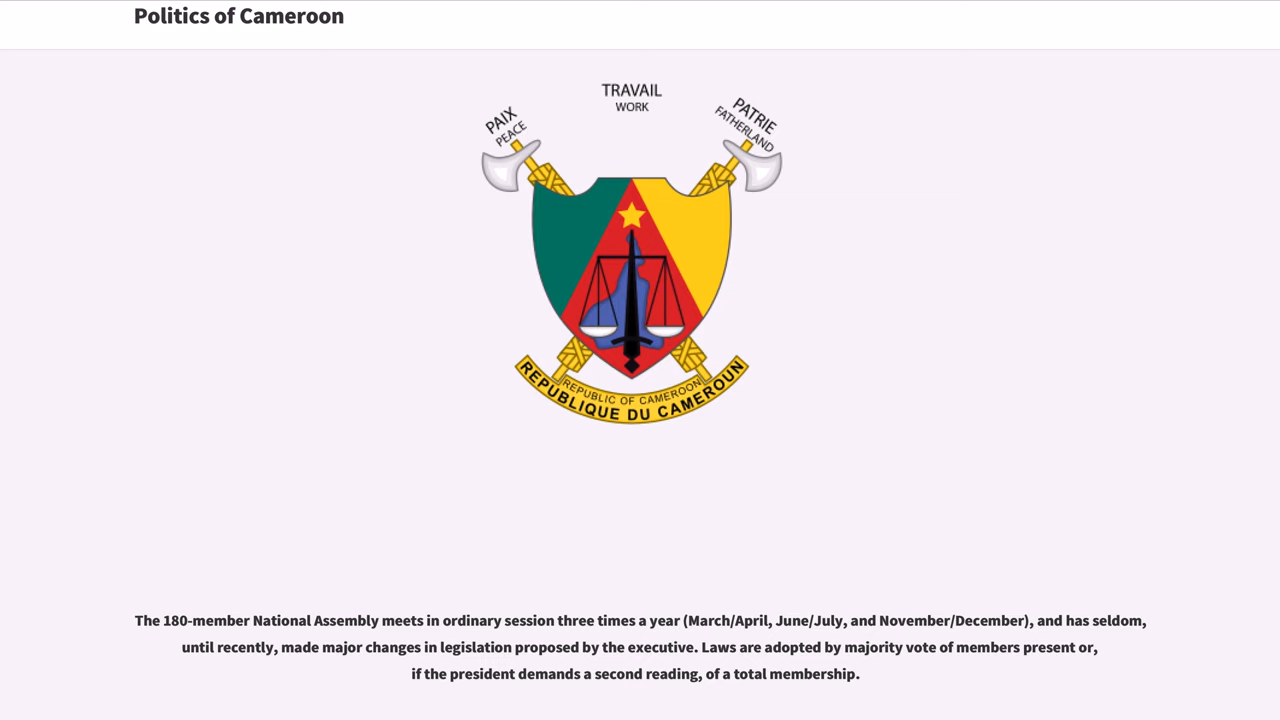 Politics of Cameroon
TRAVAIL
WORK
PAIX
PEACE
PATRIE
FATHERLAND
REPUBLIC OF CAMEROON
REPUBLIQUE DU CAMEROUN
The 180-member National Assembly meets in ordinary session three times a year (March/April, June/July, and November/December), and has seldom,
until recently, made major changes in legislation proposed by the executive. Laws are adopted by majority vote of members present or,
if the president demands a second reading, of a total membership.